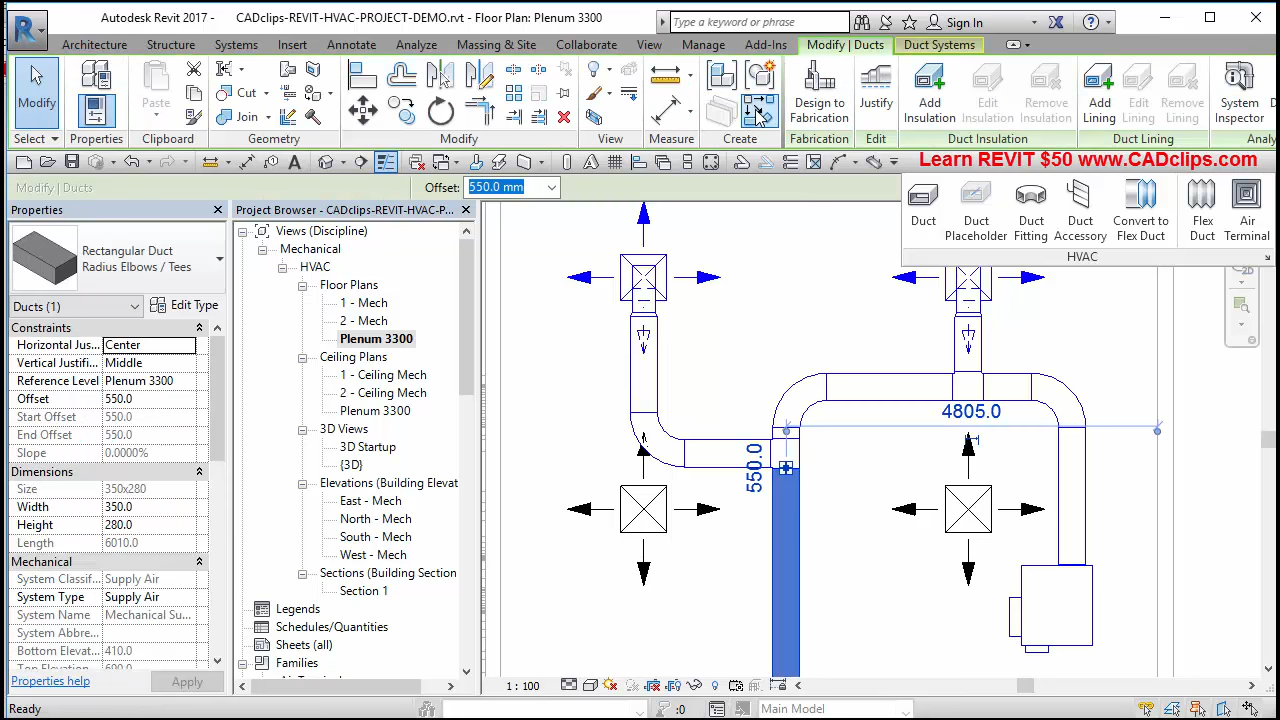 Autodesk Revit 2017 - CADclips-REVIT-HVAC-PROJECT-DEMO.rvt - Floor Plan: Plenum 3300
Type a keyword or phrase
Sign In
Architecture Structure Systems Insert Annotate Analyze Massing & Site Collaborate View Manage Add-Ins Modify | Ducts Duct Systems
Modify
Properties
Paste
Cut
Join
Design to Fabrication
Justify
Add Insulation
Edit Insulation
Remove Insulation
Add Lining
Edit Lining
Remove Lining
System Inspector
Select Properties Clipboard Geometry Modify View Measure Create Fabrication Edit Duct Insulation Duct Lining
Learn REVIT $50 www.CADclips.com
Modify | Ducts
Offset: 550.0 mm
Duct
Duct Placeholder
Duct Fitting
Duct Accessory
Convert to Flex Duct
Flex Duct
Air Terminal
HVAC
Properties
Rectangular Duct
Radius Elbows / Tees
Ducts (1)
Edit Type
Constraints
Horizontal Jus... Center
Vertical Justifi... Middle
Reference Level Plenum 3300
Offset 550.0
Start Offset 550.0
End Offset 550.0
Slope 0.0000%
Dimensions
Size 350x280
Width 350.0
Height 280.0
Length 6010.0
Mechanical
System Classif... Supply Air
System Type Supply Air
System Name Mechanical Su...
System Abbre...
Bottom Elevati... 410.0
Top Elevation 690.0
Properties help
Apply
Project Browser - CADclips-REVIT-HVAC-P...
Views (Discipline)
Mechanical
HVAC
Floor Plans
1 - Mech
2 - Mech
Plenum 3300
Ceiling Plans
1 - Ceiling Mech
2 - Ceiling Mech
Plenum 3300
3D Views
3D Startup
{3D}
Elevations (Building Elevat
East - Mech
North - Mech
South - Mech
West - Mech
Sections (Building Section
Section 1
Legends
Schedules/Quantities
Sheets (all)
Families
2D
4805.0
550.0
1 : 100
Ready
:0
Main Model